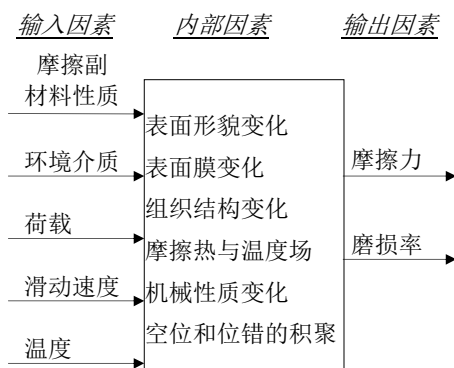 输入因素 内部因素 输出因素
摩擦副
材料性质
环境介质
荷载
滑动速度
温度
表面形貌变化
表面膜变化
组织结构变化
摩擦热与温度场
机械性质变化
空位和位错的积聚
摩擦力
磨损率